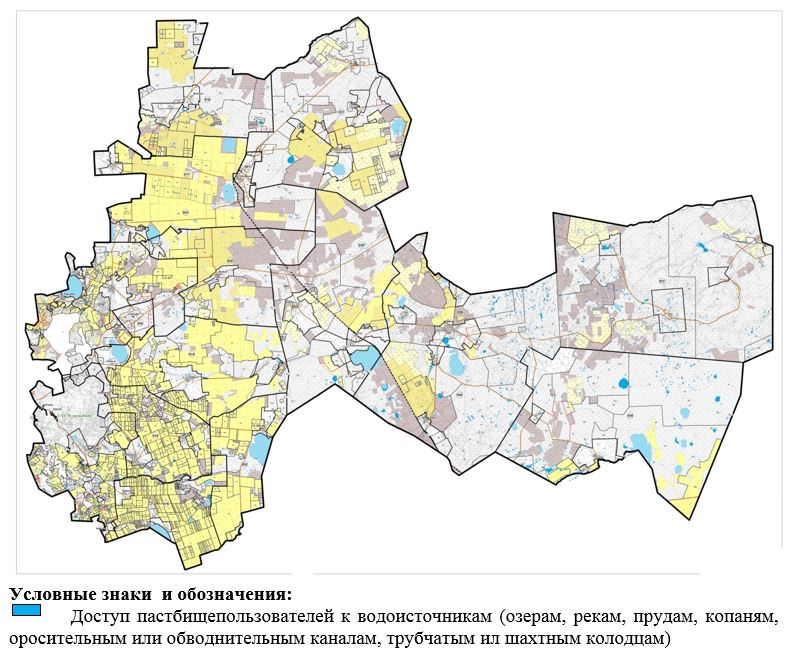 Условные знаки и обозначения:
Доступ пастбищепользователей к водоисточникам (озерам, рекам, прудам, копаням,
оросительным или обводнительным каналам, трубчатым ил шахтным колодцам)